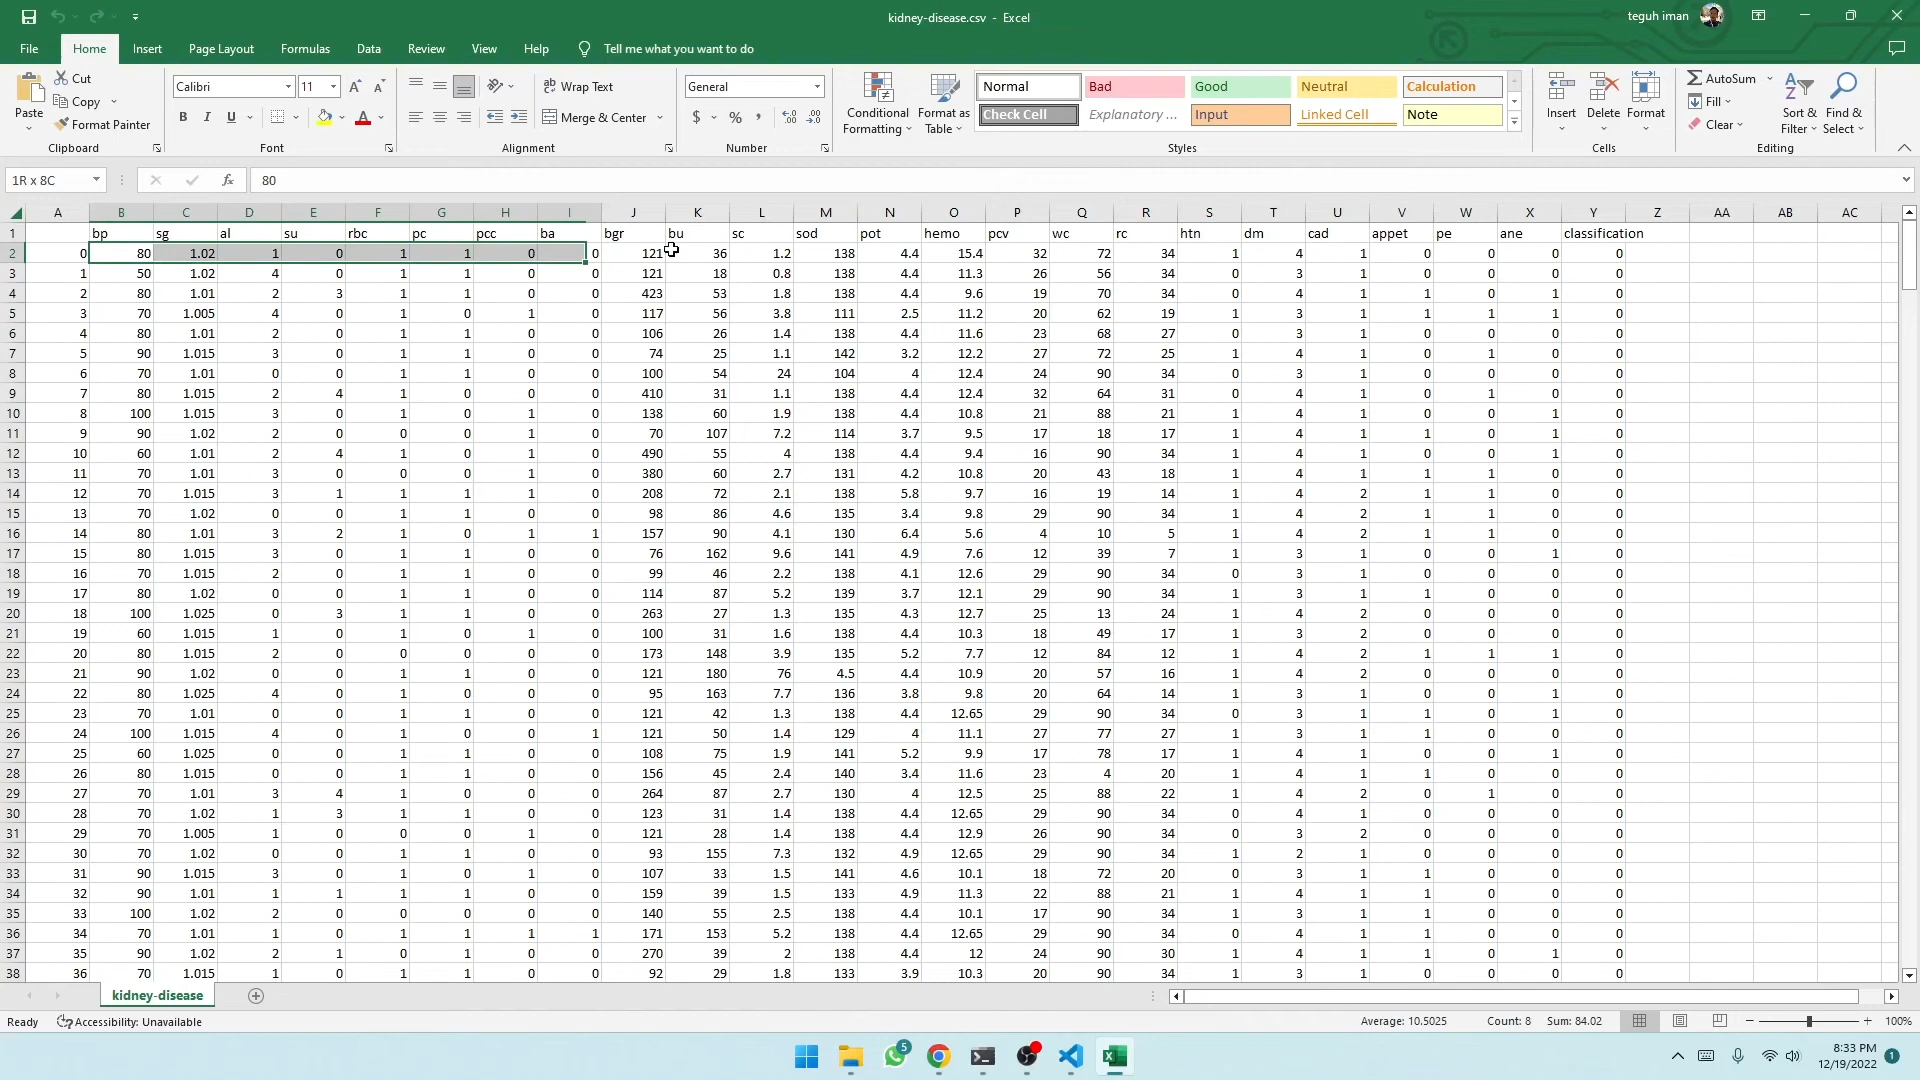 kidney-disease.csv - Excel
teguh iman
File Home Insert Page Layout Formulas Data Review View Help Tell me what you want to do
Paste Cut Copy Format Painter Clipboard
Calibri 11 B I U Font
Wrap Text Merge & Center Alignment
General $ % Number
Conditional Formatting Format as Table
Normal Bad Good Neutral Calculation
Check Cell Explanatory ... Input Linked Cell Note
Styles
Insert Delete Format Cells
AutoSum Fill Clear Sort & Filter Find & Select Editing
1R x 8C fx 80
A B C D E F G H I J K L M N O P Q R S T U V W X Y Z AA AB AC
1 bp sg al su rbc pc pcc ba bgr bu sc sod pot hemo pcv wc rc htn dm cad appet pe ane classification
2 0 80 1.02 1 0 1 1 0 0 121 36 1.2 138 4.4 15.4 32 72 34 1 4 1 0 0 0 0
3 1 50 1.02 4 0 1 1 0 0 121 18 0.8 138 4.4 11.3 26 56 34 0 3 1 0 0 0 0
4 2 80 1.01 2 3 1 1 0 0 423 53 1.8 138 4.4 9.6 19 70 34 0 4 1 1 0 1 0
5 3 70 1.005 4 0 1 0 1 0 117 56 3.8 111 2.5 11.2 20 62 19 1 3 1 1 1 1 0
6 4 80 1.01 2 0 1 1 0 0 106 26 1.4 138 4.4 11.6 23 68 27 0 3 1 0 0 0 0
7 5 90 1.015 3 0 1 1 0 0 74 25 1.1 142 3.2 12.2 27 72 25 1 4 1 0 1 0 0
8 6 70 1.01 0 0 1 1 0 0 100 54 24 104 4 12.4 24 90 34 0 3 1 0 0 0 0
9 7 80 1.015 2 4 1 0 0 0 410 31 1.1 138 4.4 12.4 32 64 31 0 4 1 0 1 0 0
10 8 100 1.015 3 0 1 0 1 0 138 60 1.9 138 4.4 10.8 21 88 21 1 4 1 0 0 1 0
11 9 90 1.02 2 0 0 0 1 0 70 107 7.2 114 3.7 9.5 17 18 17 1 4 1 1 0 1 0
12 10 60 1.01 2 4 1 0 1 0 490 55 4 138 4.4 9.4 16 90 34 1 4 1 0 0 1 0
13 11 70 1.01 3 0 0 0 1 0 380 60 2.7 131 4.2 10.8 20 43 18 1 4 1 1 1 0 0
14 12 70 1.015 3 1 1 1 1 0 208 72 2.1 138 5.8 9.7 16 19 14 1 4 2 1 1 0 0
15 13 70 1.02 0 0 1 1 0 0 98 86 4.6 135 3.4 9.8 29 90 34 1 4 2 1 1 0 0
16 14 80 1.01 3 2 1 0 1 1 157 90 4.1 130 6.4 5.6 4 10 5 1 4 2 1 1 0 0
17 15 80 1.015 3 0 1 1 0 0 76 162 9.6 141 4.9 7.6 12 39 7 1 3 1 0 0 1 0
18 16 70 1.015 2 0 1 1 0 0 99 46 2.2 138 4.1 12.6 29 90 34 0 3 1 0 0 0 0
19 17 80 1.02 0 0 1 1 0 0 114 87 5.2 139 3.7 12.1 29 90 34 1 3 1 1 0 0 0
20 18 100 1.025 0 3 1 1 0 0 263 27 1.3 135 4.3 12.7 25 13 24 1 4 2 0 0 0 0
21 19 60 1.015 1 0 1 0 1 0 100 31 1.6 138 4.4 10.3 18 49 17 1 3 2 0 0 0 0
22 20 80 1.015 2 0 0 0 0 0 173 148 3.9 135 5.2 7.7 12 84 12 1 4 2 1 1 1 0
23 21 90 1.02 0 0 1 1 0 0 121 180 76 4.5 4.4 10.9 20 57 16 1 4 2 0 0 0 0
24 22 80 1.025 4 0 1 0 0 0 95 163 7.7 136 3.8 9.8 20 64 14 1 3 1 0 0 1 0
25 23 70 1.01 0 0 1 1 0 0 121 42 1.3 138 4.4 12.65 29 90 34 0 3 1 1 0 1 0
26 24 100 1.015 4 0 1 0 0 1 121 50 1.4 129 4 11.1 27 77 27 1 3 1 1 0 0 0
27 25 60 1.025 0 0 1 1 0 0 108 75 1.9 141 5.2 9.9 17 78 17 1 4 1 0 0 1 0
28 26 80 1.015 0 0 1 1 0 0 156 45 2.4 140 3.4 11.6 23 4 20 1 4 1 1 0 0 0
29 27 70 1.01 3 4 1 0 0 0 264 87 2.7 130 4 12.5 25 88 22 1 4 2 0 1 0 0
30 28 70 1.02 1 3 1 1 0 0 123 31 1.4 138 4.4 12.65 29 90 34 0 4 1 0 0 0 0
31 29 70 1.005 1 0 0 0 1 0 121 28 1.4 138 4.4 12.9 26 90 34 0 3 2 0 0 0 0
32 30 70 1.02 0 0 1 1 0 0 93 155 7.3 132 4.9 12.65 29 90 34 1 2 1 0 0 0 0
33 31 90 1.015 3 0 1 0 1 0 107 33 1.5 141 4.6 10.1 18 72 20 0 3 1 1 0 0 0
34 32 90 1.01 1 1 1 1 0 0 159 39 1.5 133 4.9 11.3 22 88 21 1 4 1 1 0 0 0
35 33 100 1.02 2 0 0 0 0 0 140 55 2.5 138 4.4 10.1 17 90 34 1 3 1 1 0 0 0
36 34 70 1.01 1 0 1 1 1 1 171 153 5.2 138 4.4 12.65 29 90 34 0 4 1 1 0 0 0
37 35 90 1.02 2 1 0 1 0 0 270 39 2 138 4.4 12 24 90 30 1 4 1 1 0 1 0
38 36 70 1.015 1 0 1 1 0 0 92 29 1.8 133 3.9 10.3 20 90 34 1 3 1 0 0 0 0
kidney-disease
Ready Accessibility: Unavailable Average: 10.5025 Count: 8 Sum: 84.02 100%
5
8:33 PM
12/19/2022
1